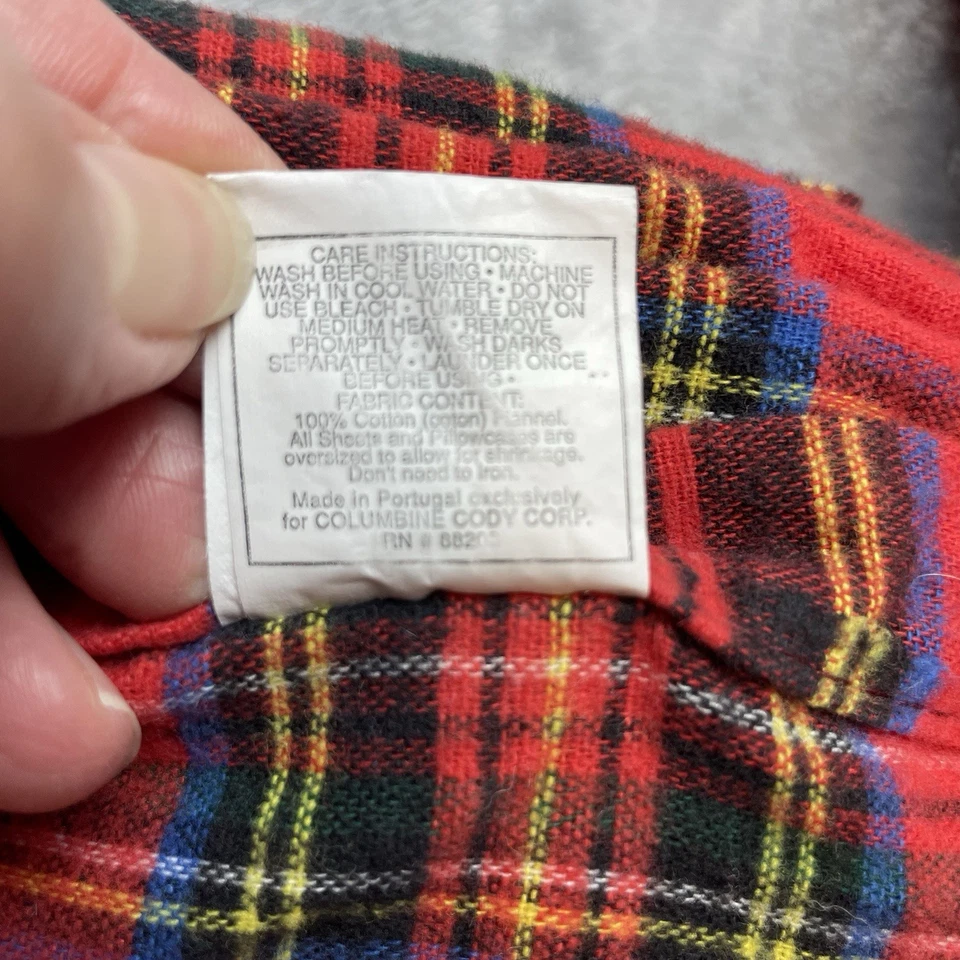 CARE INSTRUCTIONS:
WASH BEFORE USING • MACHINE
WASH IN COOL WATER • DO NOT
USE BLEACH • TUMBLE DRY ON
MEDIUM HEAT • REMOVE
PROMPTLY • WASH DARKS
SEPARATELY • LAUNDER ONCE
BEFORE USING •
FABRIC CONTENT:
100% Cotton (coton) Flannel.
All Sheets and Pillowcases are
oversized to allow for shrinkage.
Don't need to iron.
Made in Portugal exclusively
for COLUMBINE CODY CORP.
RN #